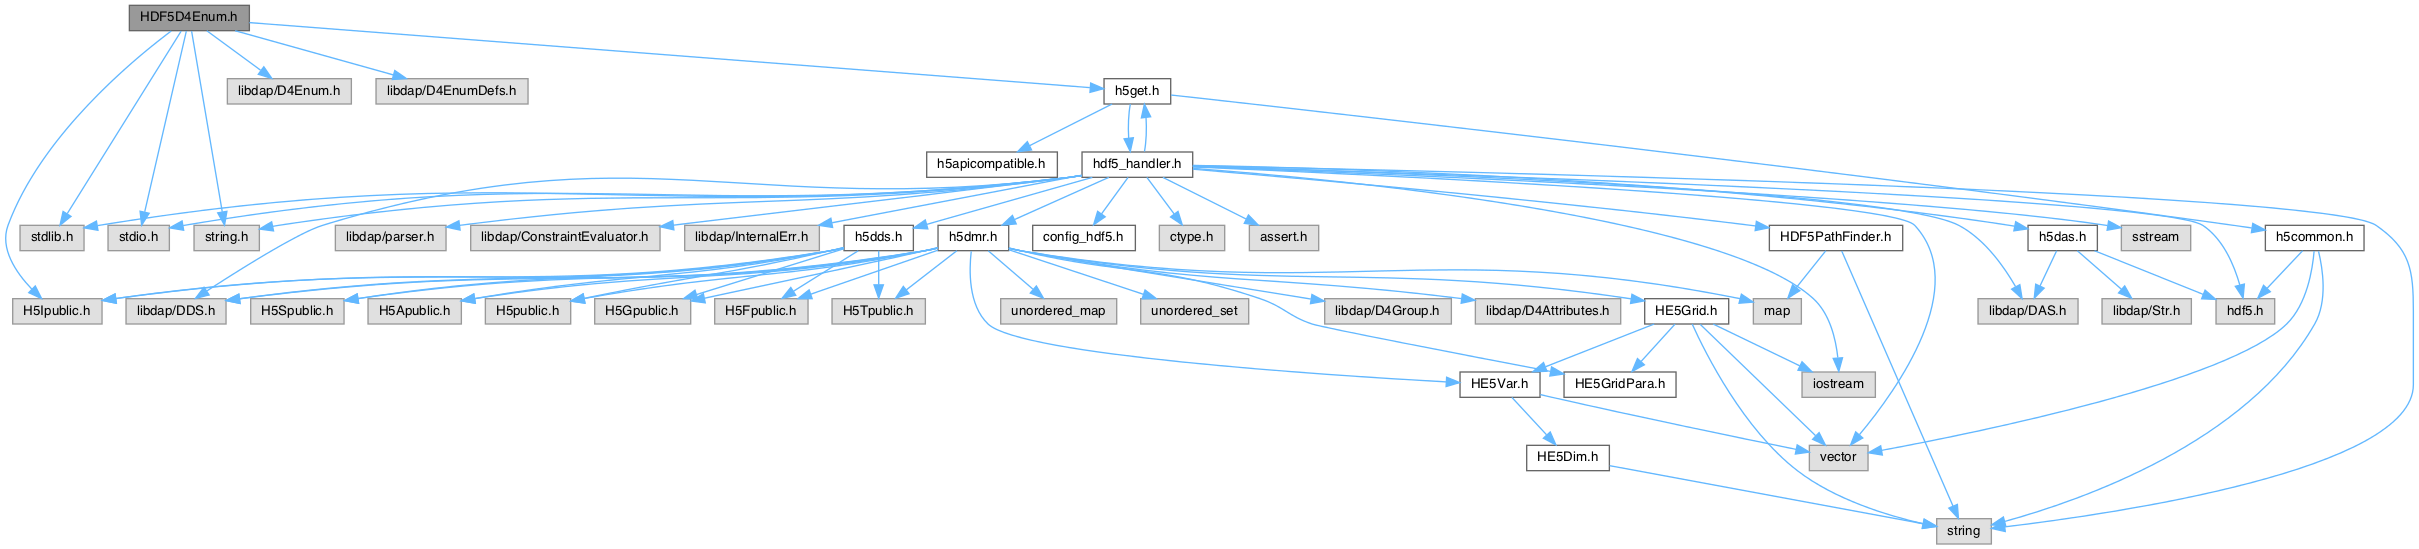 HDF5D4Enum.h
libdap/D4Enum.h
libdap/D4EnumDefs.h
h5get.h
h5apicompatible.h
hdf5_handler.h
stdlib.h
stdio.h
string.h
libdap/parser.h
libdap/ConstraintEvaluator.h
libdap/InternalErr.h
h5dds.h
h5dmr.h
config_hdf5.h
ctype.h
assert.h
HDF5PathFinder.h
h5das.h
sstream
h5common.h
H5Ipublic.h
libdap/DDS.h
H5Spublic.h
H5Apublic.h
H5public.h
H5Gpublic.h
H5Fpublic.h
H5Tpublic.h
unordered_map
unordered_set
libdap/D4Group.h
libdap/D4Attributes.h
HE5Grid.h
map
libdap/DAS.h
libdap/Str.h
hdf5.h
HE5Var.h
HE5GridPara.h
iostream
HE5Dim.h
vector
string